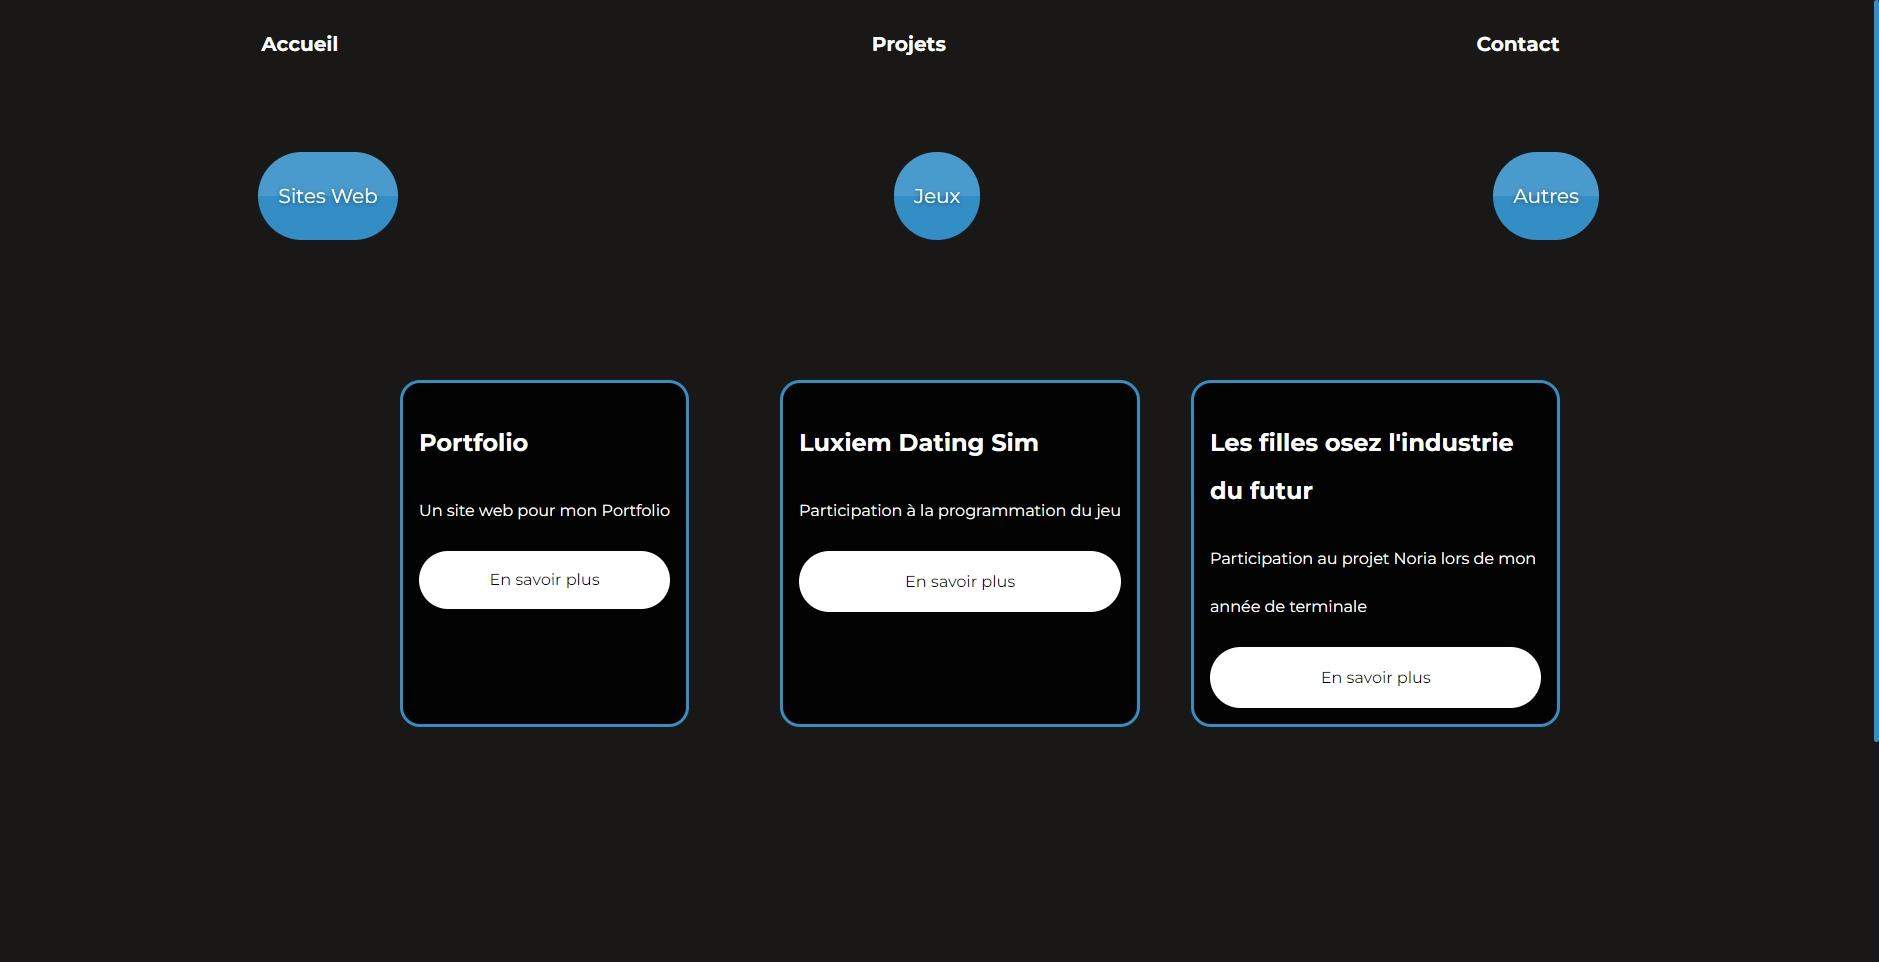 Accueil
Projets
Contact
Sites Web
Jeux
Autres
Portfolio
Un site web pour mon Portfolio
En savoir plus
Luxiem Dating Sim
Participation à la programmation du jeu
En savoir plus
Les filles osez l'industrie
du futur
Participation au projet Noria lors de mon
année de terminale
En savoir plus